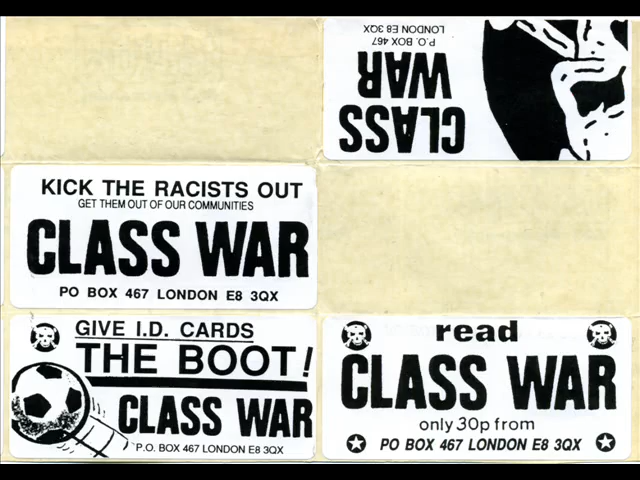 P.O. BOX 467
LONDON E8 3QX
CLASS
WAR
KICK THE RACISTS OUT
GET THEM OUT OF OUR COMMUNITIES
CLASS WAR
PO BOX 467 LONDON E8 3QX
GIVE I.D. CARDS
THE BOOT!
CLASS WAR
P.O. BOX 467 LONDON E8 3QX
read
CLASS WAR
only 30p from
PO BOX 467 LONDON E8 3QX